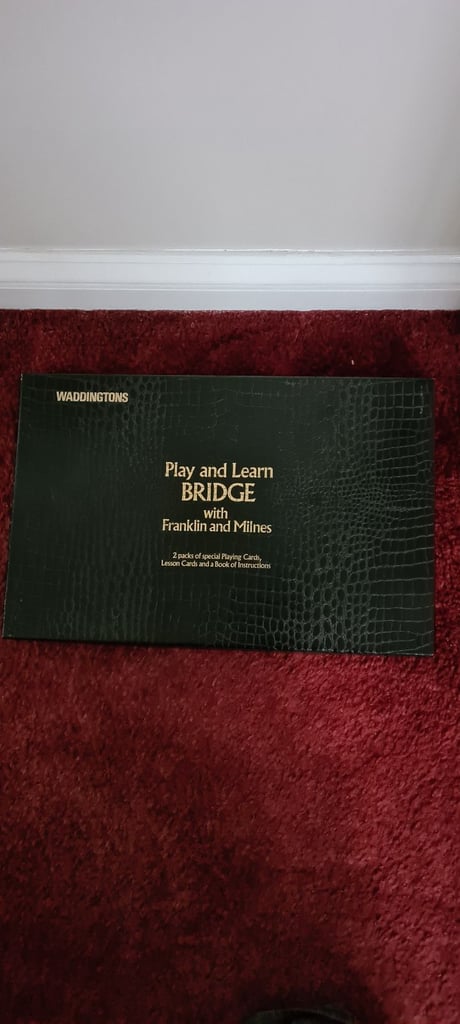 WADDINGTONS
Play and Learn
BRIDGE
with
Franklin and Milnes
2 packs of special Playing Cards,
Lesson Cards and a Book of Instructions